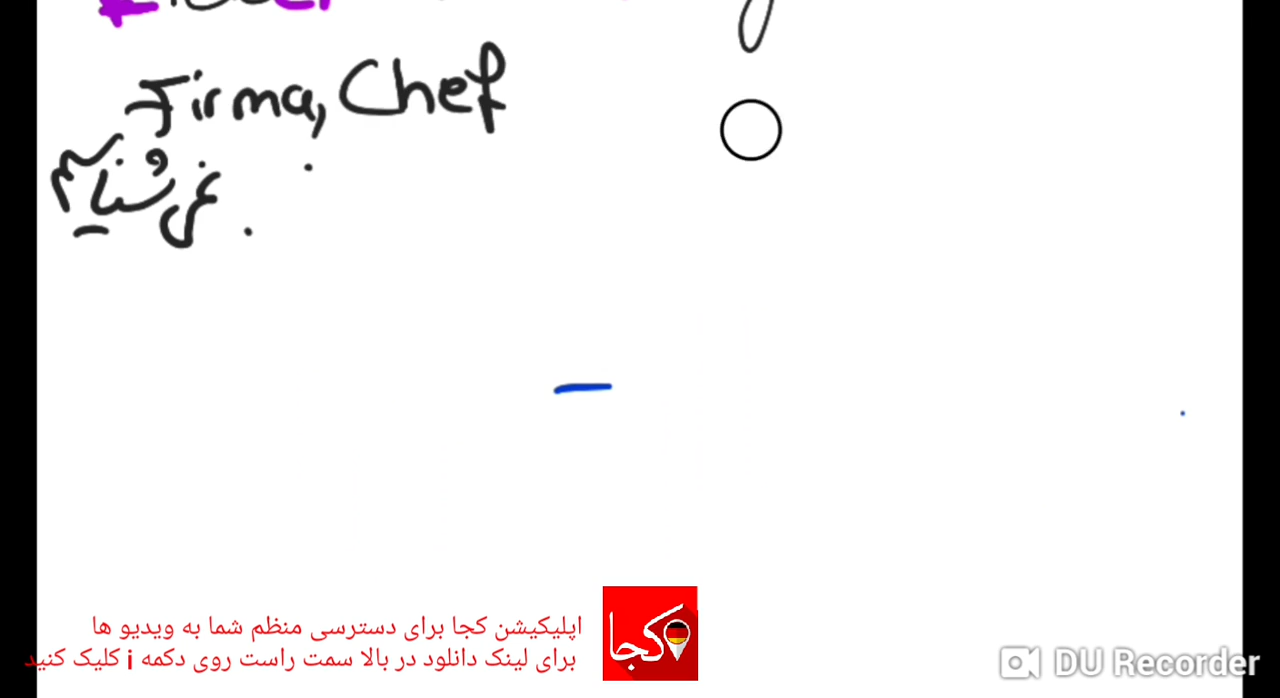 Firma, Chef
نمی شناسم
اپلیکیشن کجا برای دسترسی منظم شما به ویدیو ها
برای لینک دانلود در بالا سمت راست روی دکمه i کلیک کنید
کجا
DU Recorder